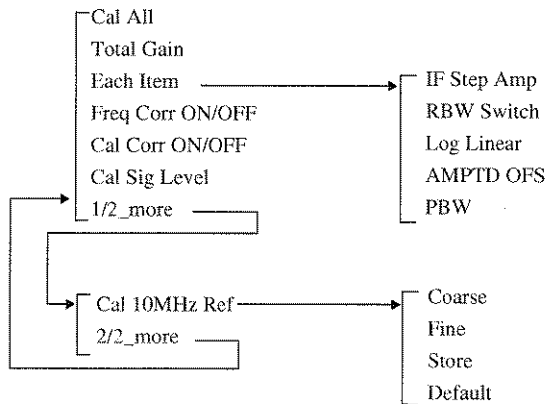 Cal All
Total Gain
Each Item
Freq Corr ON/OFF
Cal Corr ON/OFF
Cal Sig Level
1/2_more
IF Step Amp
RBW Switch
Log Linear
AMPTD OFS
PBW
Cal 10MHz Ref
2/2_more
Coarse
Fine
Store
Default